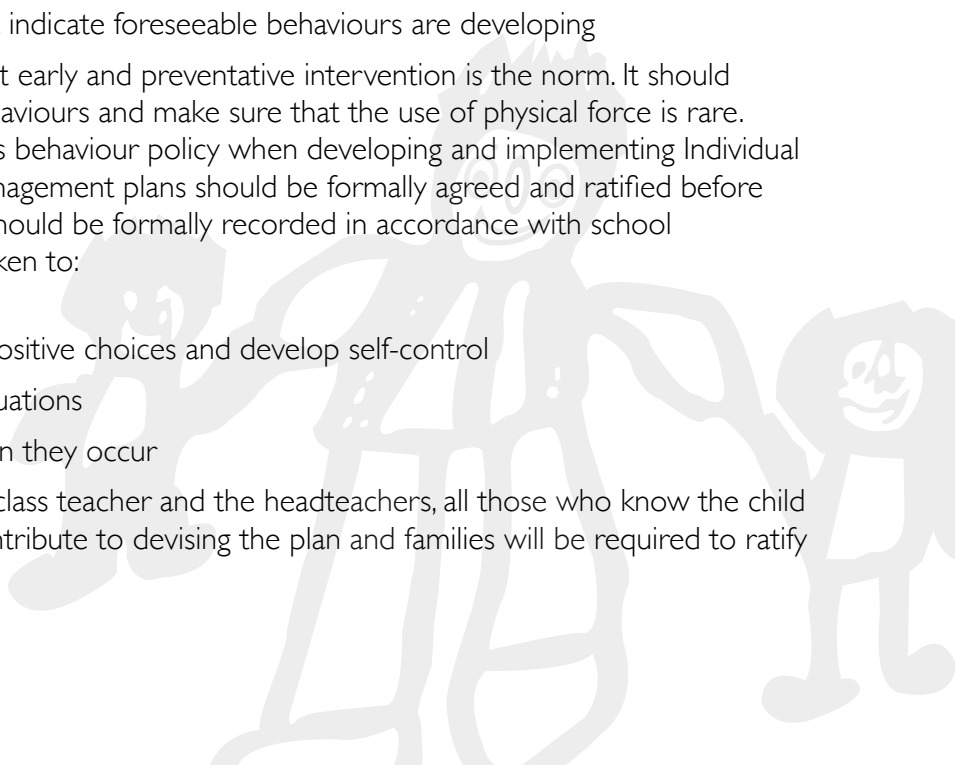 indicate foreseeable behaviours are developing
t early and preventative intervention is the norm. It should
aviours and make sure that the use of physical force is rare.
s behaviour policy when developing and implementing Individual
nagement plans should be formally agreed and ratified before
hould be formally recorded in accordance with school
ken to:
ositive choices and develop self-control
uations
n they occur
class teacher and the headteachers, all those who know the child
ntribute to devising the plan and families will be required to ratify